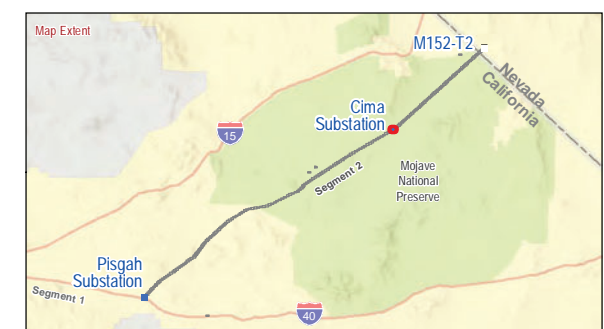 Map Extent
M152-T2
Nevada
California
Cima
Substation
15
Mojave
National
Preserve
Segment 2
Pisgah
Substation
Segment 1
40